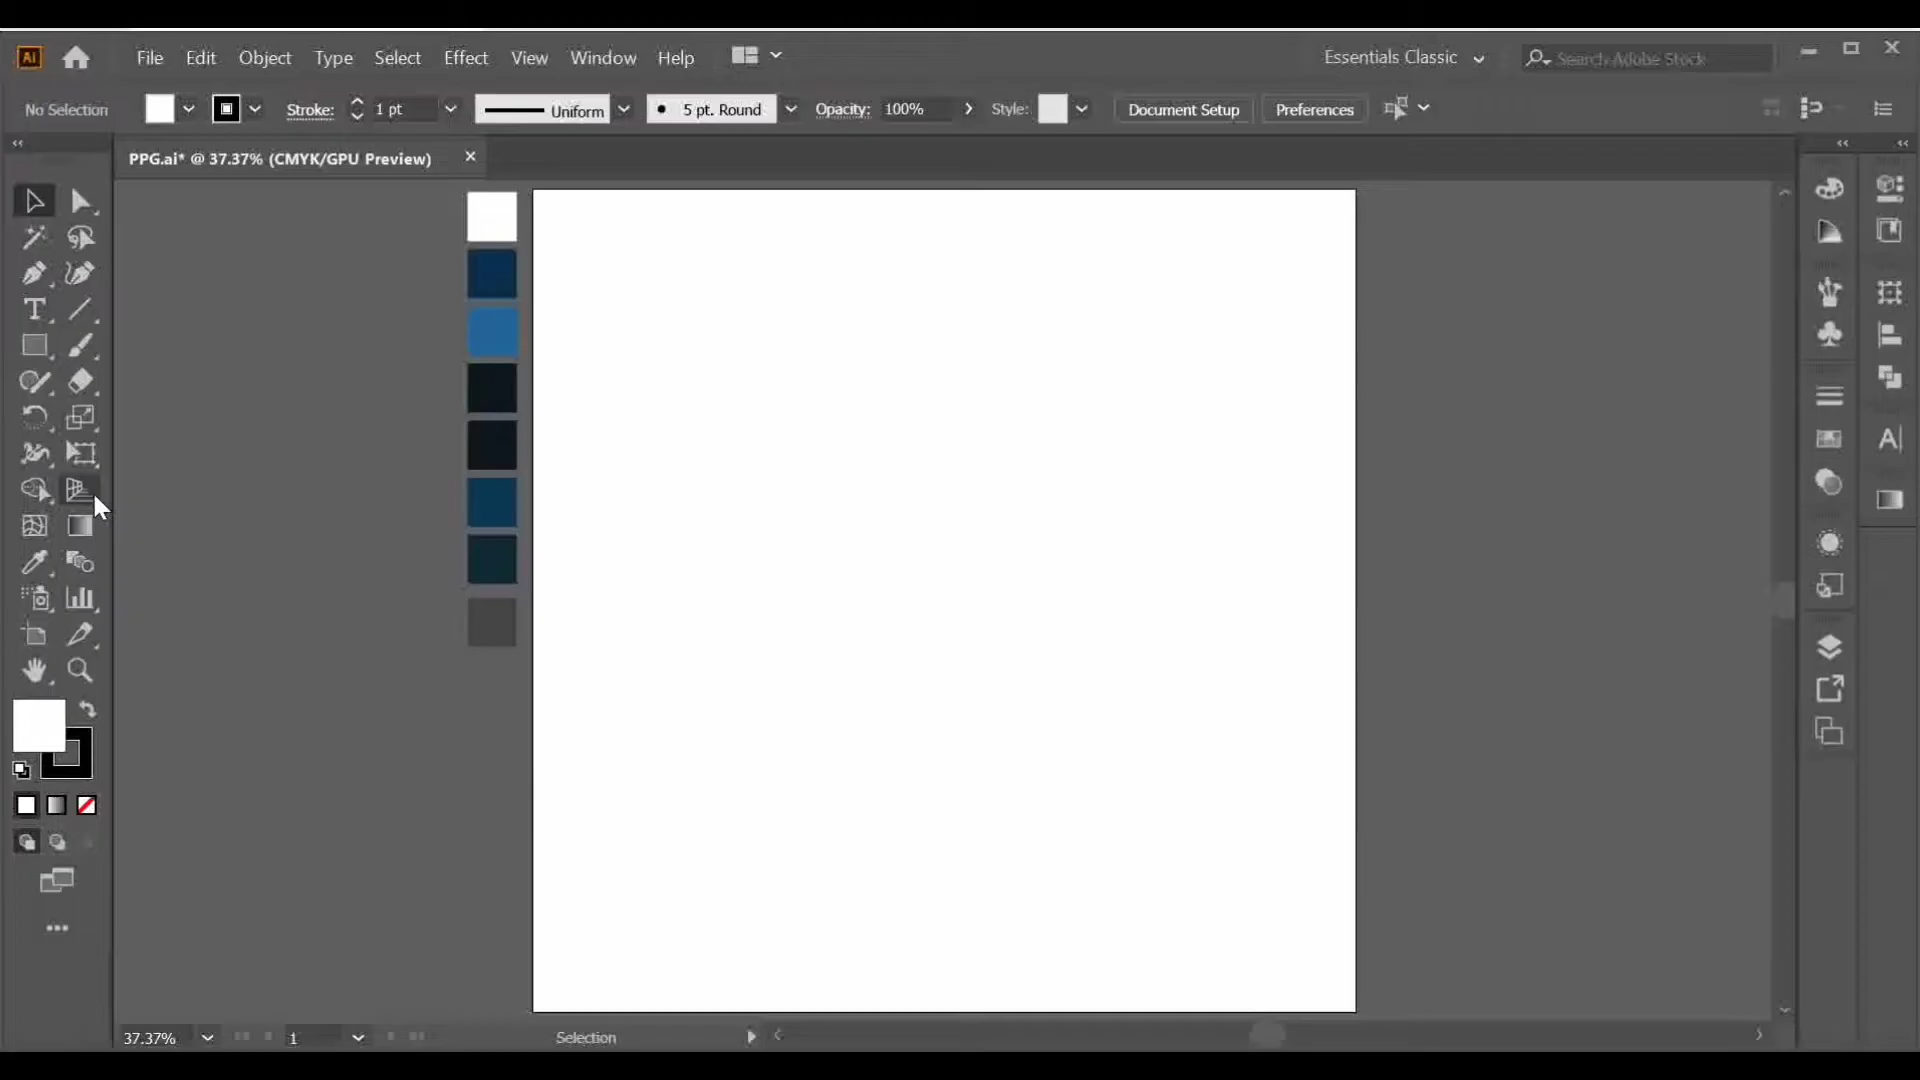 Ai File Edit Object Type Select Effect View Window Help Essentials Classic Search Adobe Stock
No Selection Stroke: 1 pt Uniform 5 pt. Round Opacity: 100% Style: Document Setup Preferences
PPG.ai* @ 37.37% (CMYK/GPU Preview)
37.37% 1 Selection